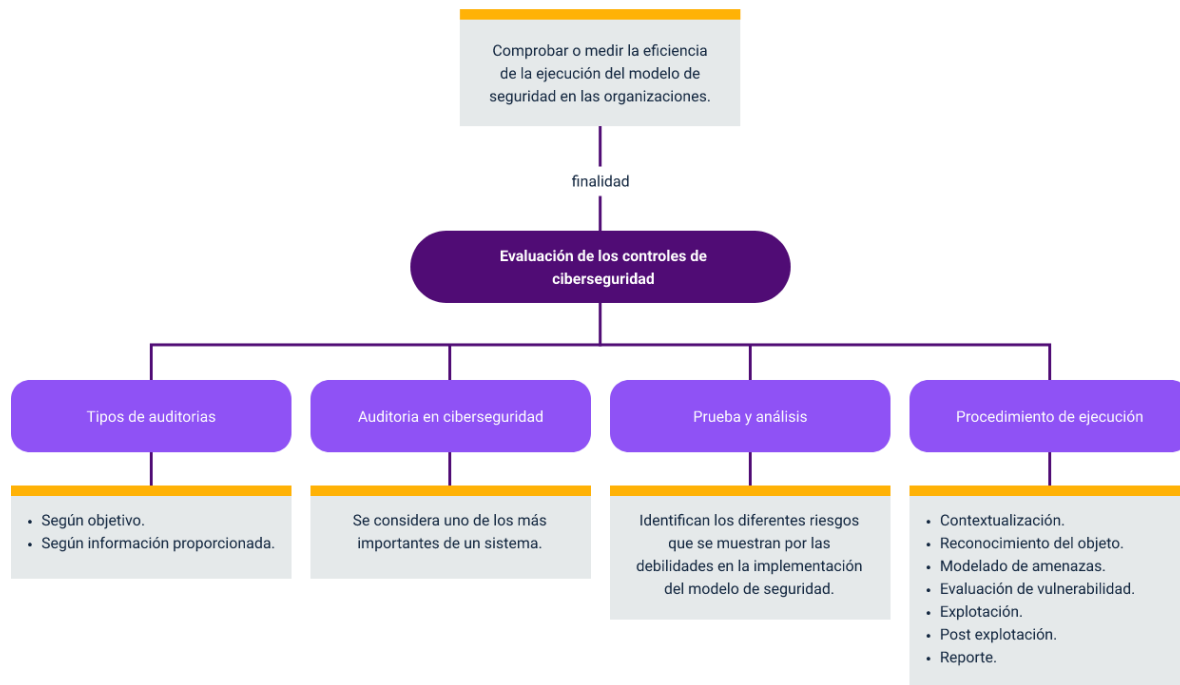 Comprobar o medir la eficiencia
de la ejecución del modelo de
seguridad en las organizaciones.
finalidad
Evaluación de los controles de
ciberseguridad
Tipos de auditorias
• Según objetivo.
• Según información proporcionada.
Auditoria en ciberseguridad
Se considera uno de los más
importantes de un sistema.
Prueba y análisis
Identifican los diferentes riesgos
que se muestran por las
debilidades en la implementación
del modelo de seguridad.
Procedimiento de ejecución
• Contextualización.
• Reconocimiento del objeto.
• Modelado de amenazas.
• Evaluación de vulnerabilidad.
• Explotación.
• Post explotación.
• Reporte.